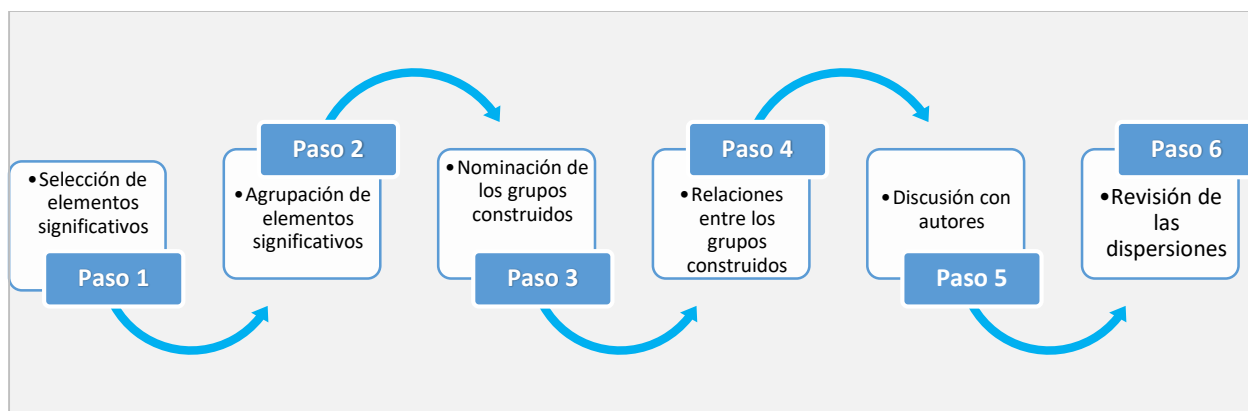 •Selección de
elementos
significativos
Paso 1
Paso 2
•Agrupación de
elementos
significativos
•Nominación de
los grupos
construidos
Paso 3
Paso 4
•Relaciones
entre los
grupos
construidos
•Discusión con
autores
Paso 5
Paso 6
•Revisión de
las
dispersiones